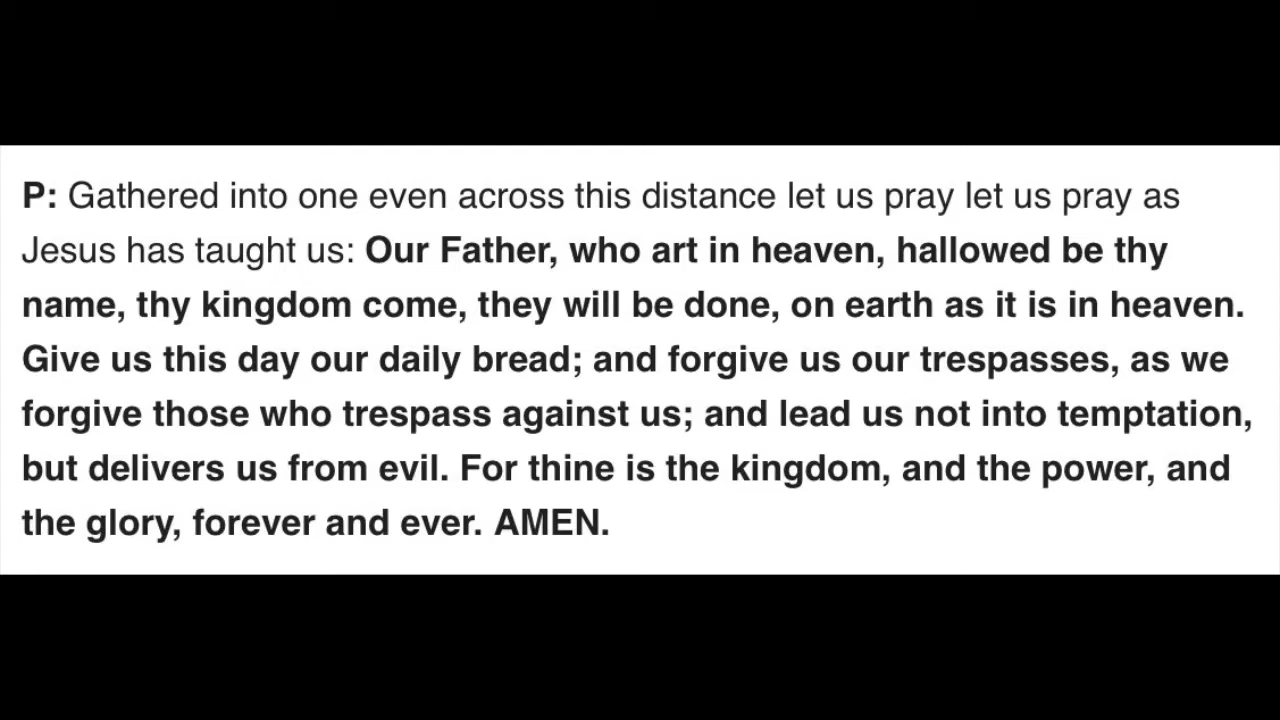 P: Gathered into one even across this distance let us pray let us pray as
Jesus has taught us: Our Father, who art in heaven, hallowed be thy
name, thy kingdom come, they will be done, on earth as it is in heaven.
Give us this day our daily bread; and forgive us our trespasses, as we
forgive those who trespass against us; and lead us not into temptation,
but delivers us from evil. For thine is the kingdom, and the power, and
the glory, forever and ever. AMEN.